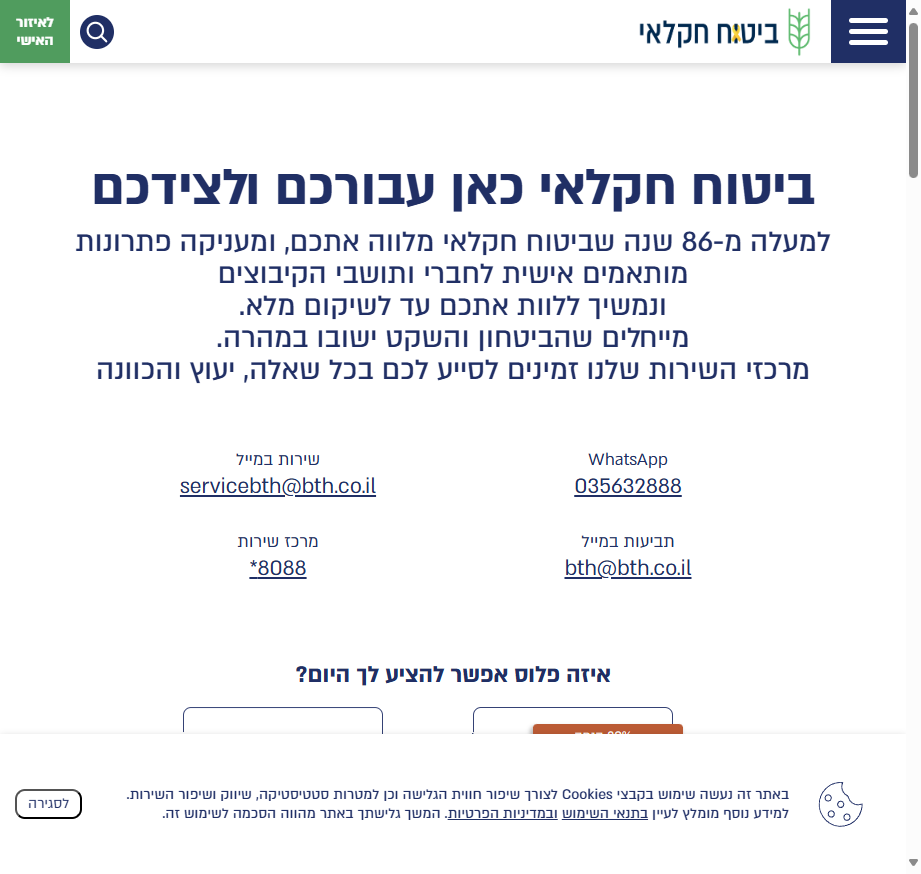 ביטוח חקלאי
לאיזור
האישי
ביטוח חקלאי כאן עבורכם ולצידכם
למעלה מ-86 שנה שביטוח חקלאי מלווה אתכם, ומעניקה פתרונות
מותאמים אישית לחברי ותושבי הקיבוצים
ונמשיך ללוות אתכם עד לשיקום מלא.
מייחלים שהביטחון והשקט ישובו במהרה.
מרכזי השירות שלנו זמינים לסייע לכם בכל שאלה, יעוץ והכוונה
WhatsApp
035632888
שירות במייל
servicebth@bth.co.il
תביעות במייל
bth@bth.co.il
מרכז שירות
*8088
איזה פלוס אפשר להציע לך היום?
באתר זה נעשה שימוש בקבצי Cookies לצורך שיפור חווית הגלישה וכן למטרות סטטיסטיקה, שיווק ושיפור השירות.
למידע נוסף מומלץ לעיין בתנאי השימוש ובמדיניות הפרטיות. המשך גלישתך באתר מהווה הסכמה לשימוש זה.
לסגירה